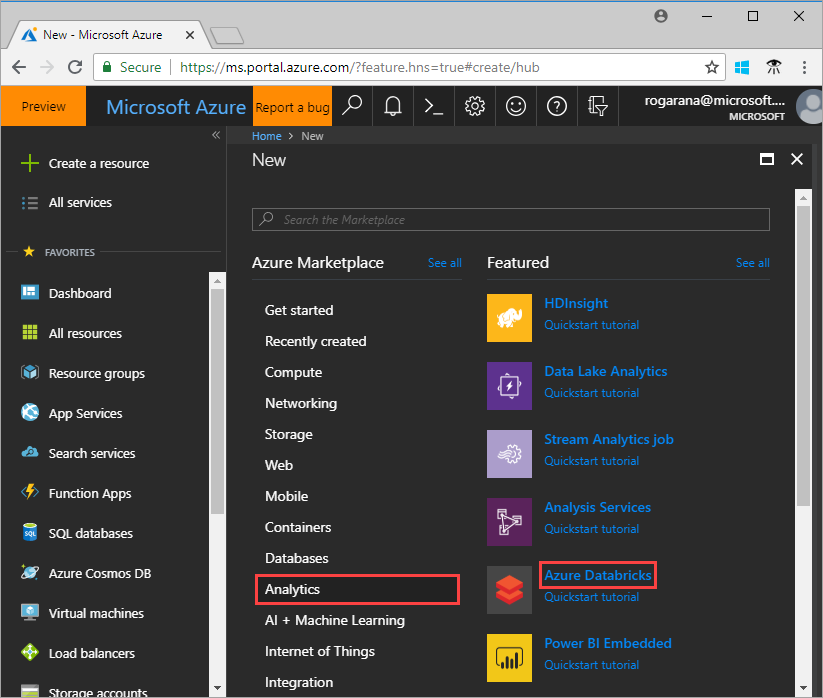 New - Microsoft Azure
Secure
https://ms.portal.azure.com/?feature.hns=true#create/hub
Preview
Microsoft Azure
Report a bug
rogarana@microsoft....
MICROSOFT
Create a resource
All services
FAVORITES
Dashboard
All resources
Resource groups
App Services
Search services
Function Apps
SQL
SQL databases
Azure Cosmos DB
Virtual machines
Load balancers
Storage accounts
Home > New
New
Search the Marketplace
Azure Marketplace
See all
Get started
Recently created
Compute
Networking
Storage
Web
Mobile
Containers
Databases
Analytics
AI + Machine Learning
Internet of Things
Integration
Featured
See all
HDInsight
Quickstart tutorial
Data Lake Analytics
Quickstart tutorial
Stream Analytics job
Quickstart tutorial
Analysis Services
Quickstart tutorial
Azure Databricks
Quickstart tutorial
Power BI Embedded
Quickstart tutorial